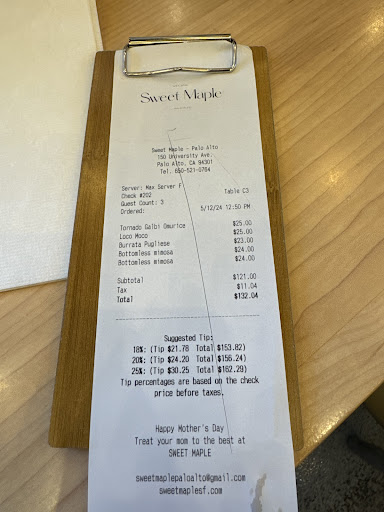 Sweet Maple
Sweet Maple - Palo Alto
150 University Ave.
Palo Alto, CA 94301
Tel. 650-521-0764
Server: Max Server F
Check #202 Table C3
Guest Count: 3
Ordered: 5/12/24 12:50 PM
Tornado Galbi Omurice $25.00
Loco Moco $25.00
Burrata Pugliese $23.00
Bottomless mimosa $24.00
Bottomless mimosa $24.00
Subtotal $121.00
Tax $11.04
Total $132.04
Suggested Tip:
18%: (Tip $21.78 Total $153.82)
20%: (Tip $24.20 Total $156.24)
25%: (Tip $30.25 Total $162.29)
Tip percentages are based on the check
price before taxes.
Happy Mother's Day
Treat your mom to the best at
SWEET MAPLE
sweetmaplepaloalto@gmail.com
sweetmaplesf.com